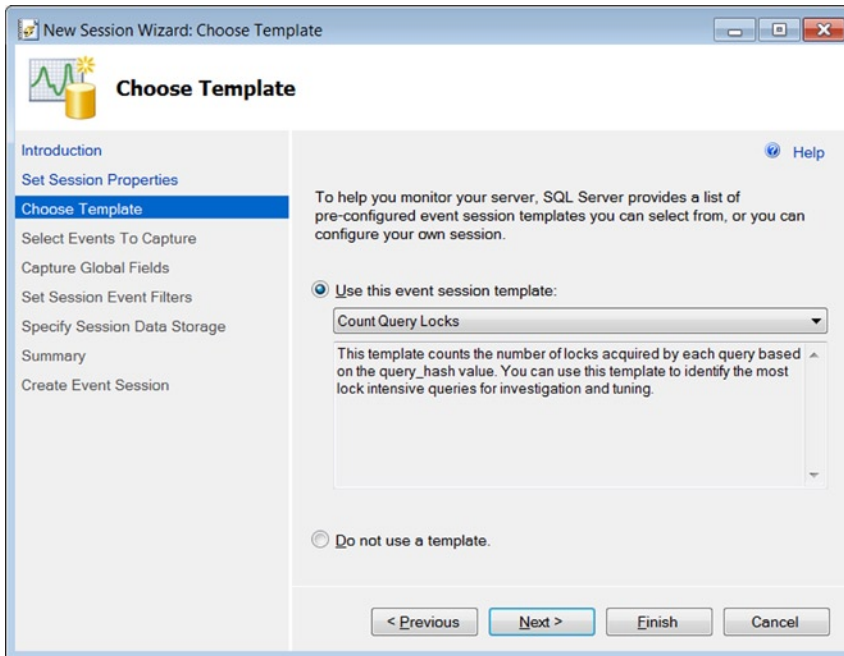 New Session Wizard: Choose Template
Choose Template
Introduction
Set Session Properties
Choose Template
Select Events To Capture
Capture Global Fields
Set Session Event Filters
Specify Session Data Storage
Summary
Create Event Session
Help
To help you monitor your server, SQL Server provides a list of
pre-configured event session templates you can select from, or you can
configure your own session.
Use this event session template:
Count Query Locks
This template counts the number of locks acquired by each query based
on the query_hash value. You can use this template to identify the most
lock intensive queries for investigation and tuning.
Do not use a template.
< Previous
Next >
Finish
Cancel